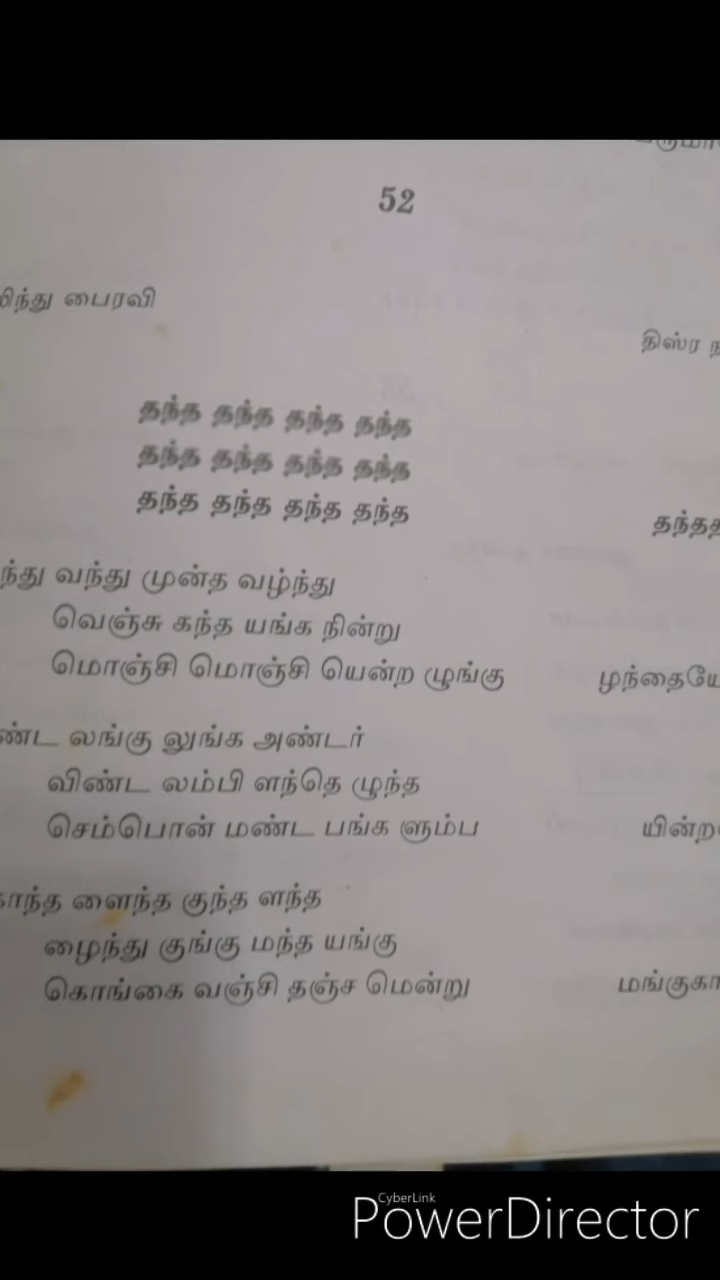 52
பைரவி
திஸ்ர
தந்த தந்த தந்த தந்த
தந்த தந்த தந்த தந்த
தந்த தந்த தந்த தந்த
வந்து முன்த வழ்ந்து
வெஞ்சு கந்த யங்க நின்று
மொஞ்சி மொஞ்சி யென்ற ழுங்கு
லங்கு லுங்க அண்டர்
விண்ட லம்பி ளந்தெ ழுந்த
செம்பொன் மண்ட பங்க ளும்ப
ளைந்த குந்த ளந்த
ழைந்து குங்கு மந்த யங்கு
கொங்கை வஞ்சி தஞ்ச மென்று
CyberLink
PowerDirector